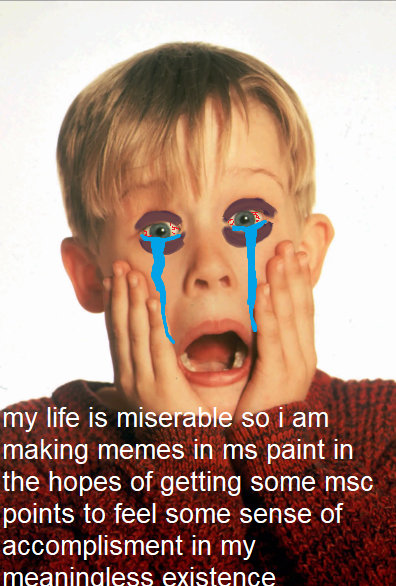 my life is miserable so i am
making memes in ms paint in
the hopes of getting some msc
points to feel some sense of
accomplisment in my
meaningless existence